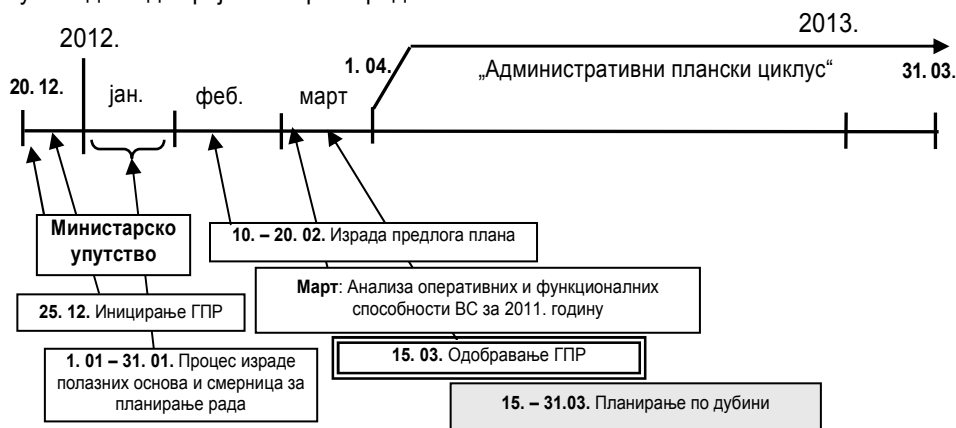 2012.
2013.
1. 04.
„Административни плански циклус“
31. 03.
20. 12.
јан.
феб.
март
Министарско
упутство
10. – 20. 02. Израда предлога плана
Март: Анализа оперативних и функционалних
способности ВС за 2011. годину
25. 12. Иницирање ГПР
15. 03. Одобравање ГПР
1. 01 – 31. 01. Процес израде
полазних основа и смерница за
планирање рада
15. – 31.03. Планирање по дубини